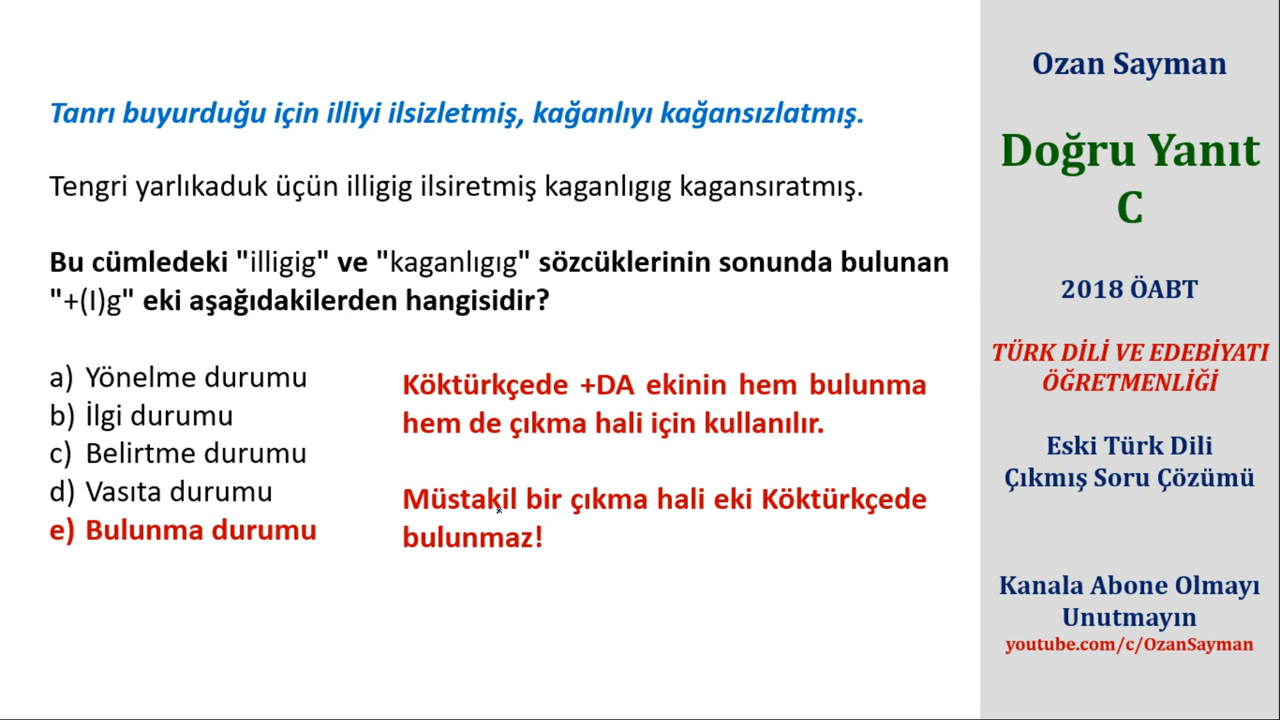 Tanrı buyurduğu için illiyi ilsizletmiş, kağanlıyı kağansızlatmış.
Tengri yarlıkaduk üçün illigig ilsiretmiş kaganlıgıg kagansıratmış.
Bu cümledeki "illigig" ve "kaganlıgıg" sözcüklerinin sonunda bulunan
"+(I)g" eki aşağıdakilerden hangisidir?
a) Yönelme durumu
b) İlgi durumu
c) Belirtme durumu
d) Vasıta durumu
e) Bulunma durumu
Köktürkçede +DA ekinin hem bulunma
hem de çıkma hali için kullanılır.
Müstakil bir çıkma hali eki Köktürkçede
bulunmaz!
Ozan Sayman
Doğru Yanıt
C
2018 ÖABT
TÜRK DİLİ VE EDEBİYATI
ÖĞRETMENLİĞİ
Eski Türk Dili
Çıkmış Soru Çözümü
Kanala Abone Olmayı
Unutmayın
youtube.com/c/OzanSayman